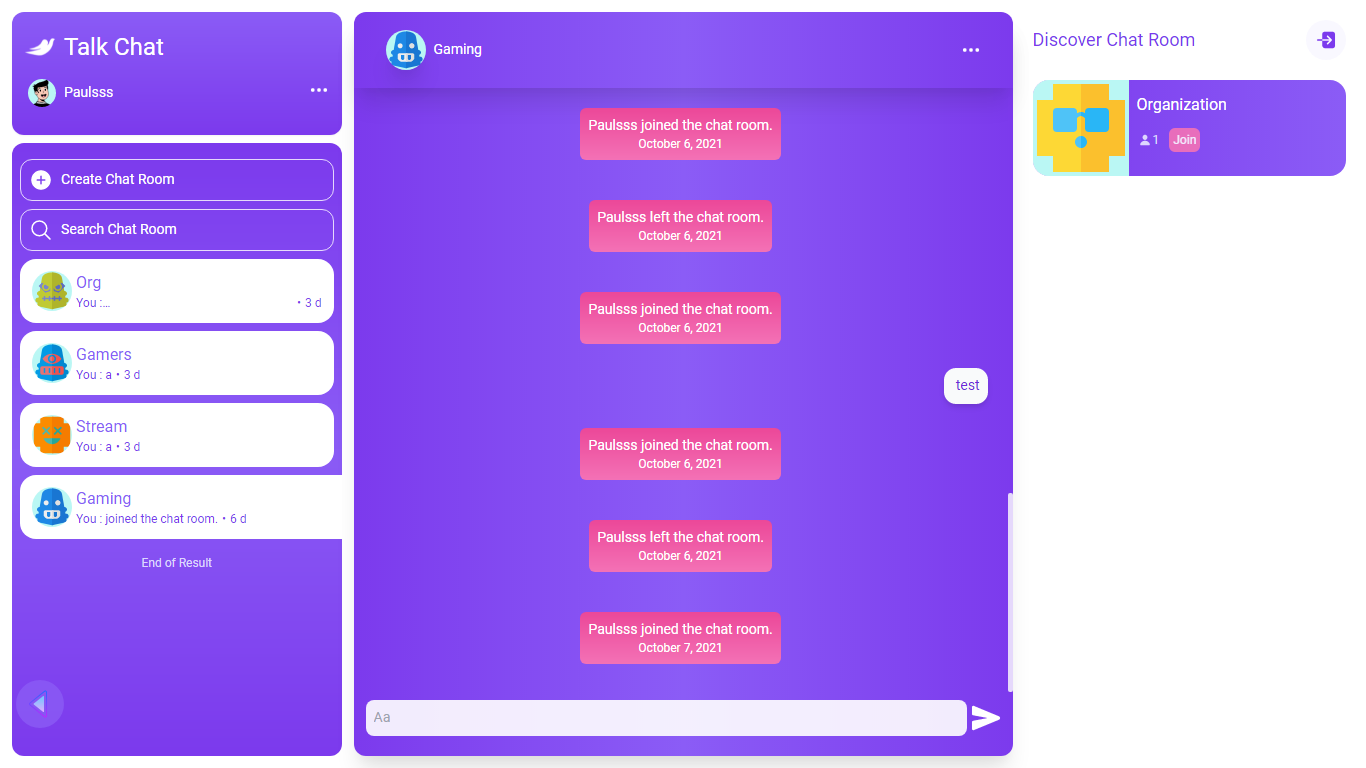 Talk Chat
Paulsss
Create Chat Room
Search Chat Room
Org
You :... • 3 d
Gamers
You : a • 3 d
Stream
You : a • 3 d
Gaming
You : joined the chat room. • 6 d
End of Result
Gaming
Paulsss joined the chat room.
October 6, 2021
Paulsss left the chat room.
October 6, 2021
Paulsss joined the chat room.
October 6, 2021
test
Paulsss joined the chat room.
October 6, 2021
Paulsss left the chat room.
October 6, 2021
Paulsss joined the chat room.
October 7, 2021
Aa
Discover Chat Room
Organization
1 Join